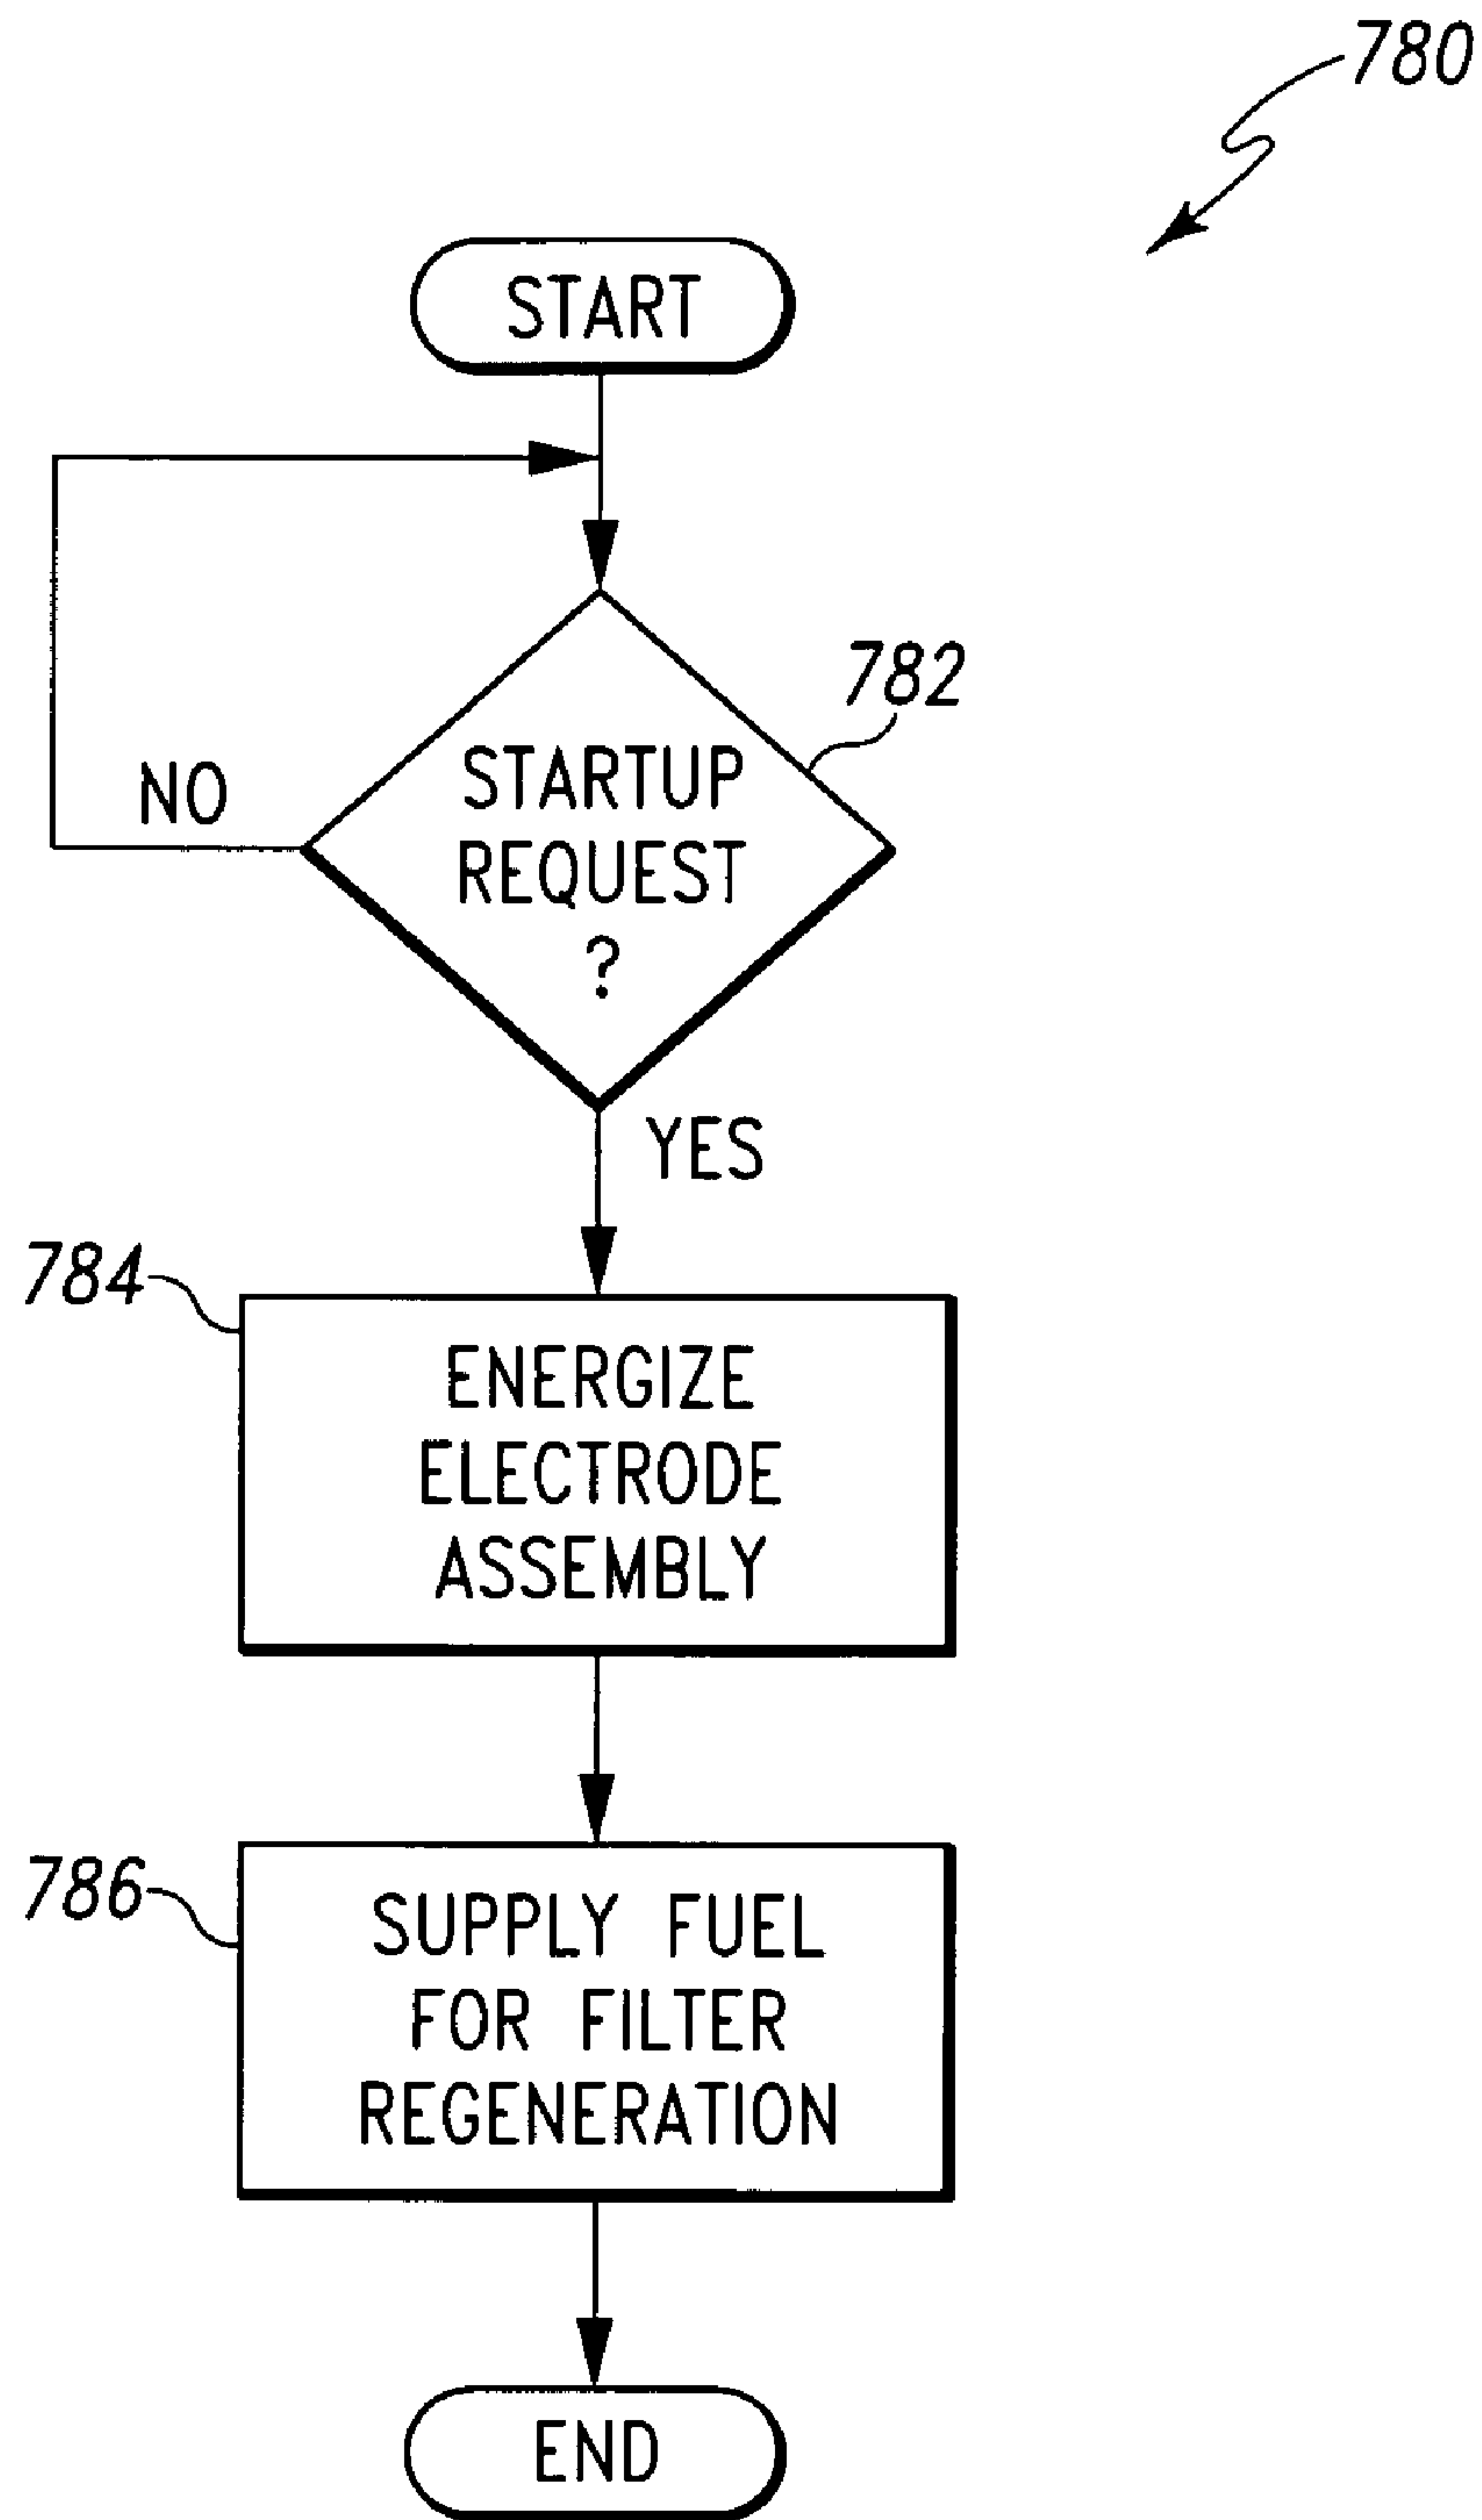 780
START
782
STARTUP
REQUEST
?
NO
YES
784
ENERGIZE
ELECTRODE
ASSEMBLY
786
SUPPLY FUEL
FOR FILTER
REGENERATION
END